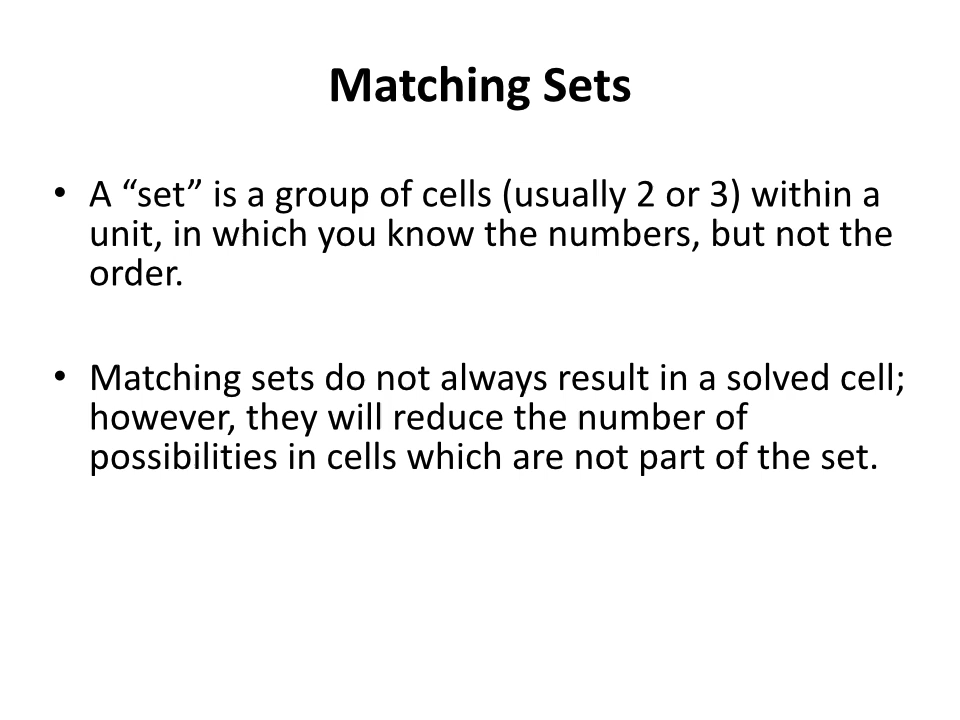 Matching Sets
• A “set” is a group of cells (usually 2 or 3) within a
unit, in which you know the numbers, but not the
order.
• Matching sets do not always result in a solved cell;
however, they will reduce the number of
possibilities in cells which are not part of the set.